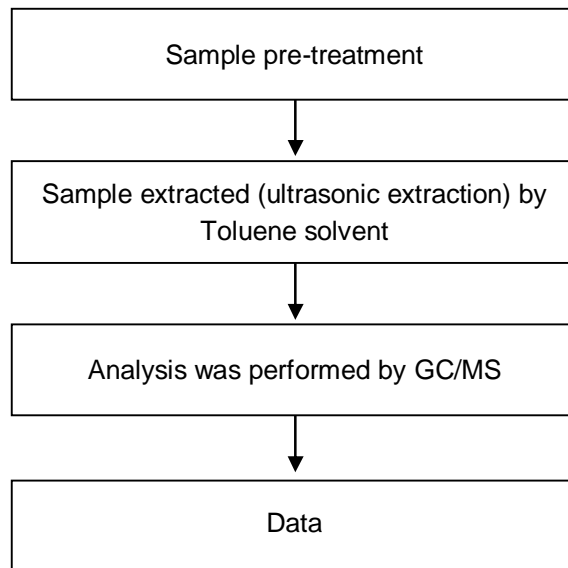 Sample pre-treatment
Sample extracted (ultrasonic extraction) by
Toluene solvent
Analysis was performed by GC/MS
Data